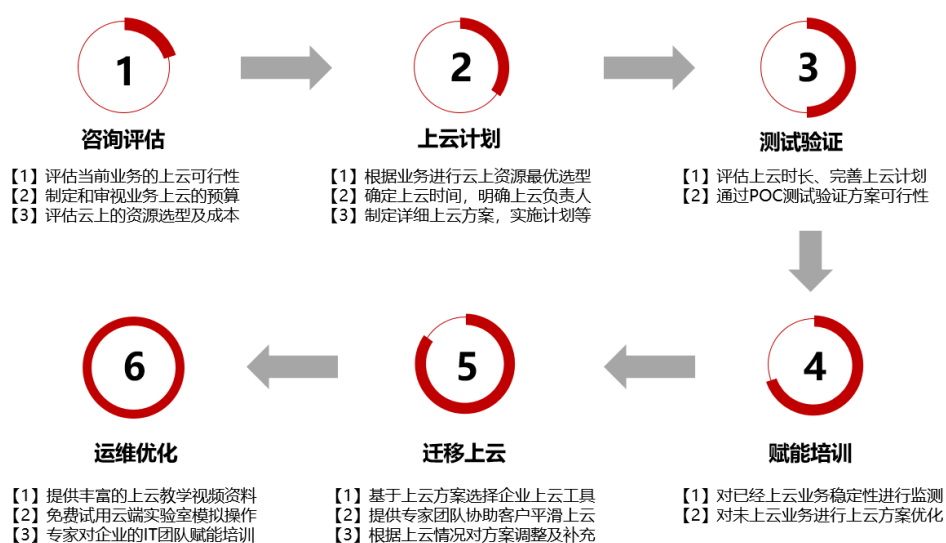 1
咨询评估
【1】评估当前业务的上云可行性
【2】制定和审视业务上云的预算
【3】评估云上的资源选型及成本
2
上云计划
【1】根据业务进行云上资源最优选型
【2】确定上云时间，明确上云负责人
【3】制定详细上云方案，实施计划等
3
测试验证
【1】评估上云时长、完善上云计划
【2】通过POC测试验证方案可行性
4
赋能培训
【1】对已经上云业务稳定性进行监测
【2】对未上云业务进行上云方案优化
5
迁移上云
【1】基于上云方案选择企业上云工具
【2】提供专家团队协助客户平滑上云
【3】根据上云情况对方案调整及补充
6
运维优化
【1】提供丰富的上云教学视频资料
【2】免费试用云端实验室模拟操作
【3】专家对企业的IT团队赋能培训